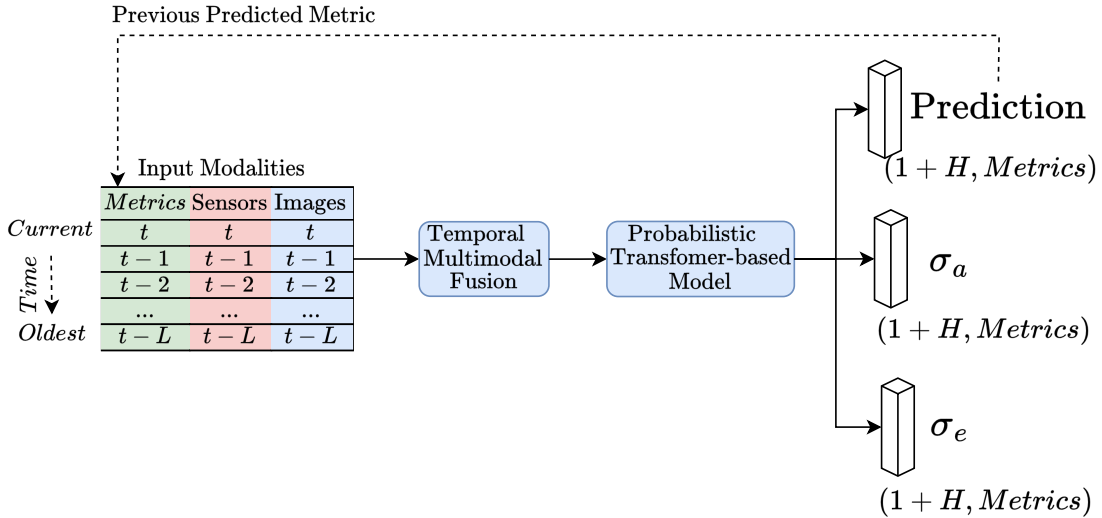 Previous Predicted Metric
Input Modalities
Metrics Sensors Images
Current t t t
t − 1 t − 1 t − 1
t − 2 t − 2 t − 2
... ... ...
Oldest t − L t − L t − L
Time
Temporal
Multimodal
Fusion
Probabilistic
Transfomer-based
Model
Prediction
(1 + H, Metrics)
σₐ
(1 + H, Metrics)
σₑ
(1 + H, Metrics)